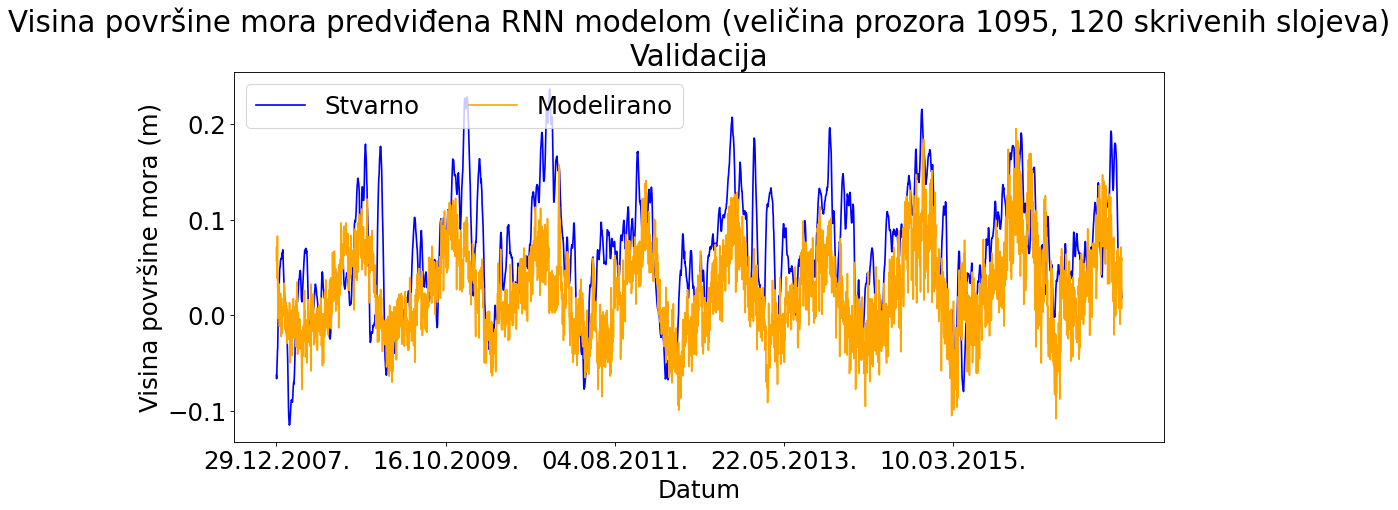 Visina površine mora predviđena RNN modelom (veličina prozora 1095, 120 skrivenih slojeva)
Validacija
Stvarno Modelirano
Visina površine mora (m)
0.2
0.1
0.0
−0.1
29.12.2007. 16.10.2009. 04.08.2011. 22.05.2013. 10.03.2015.
Datum